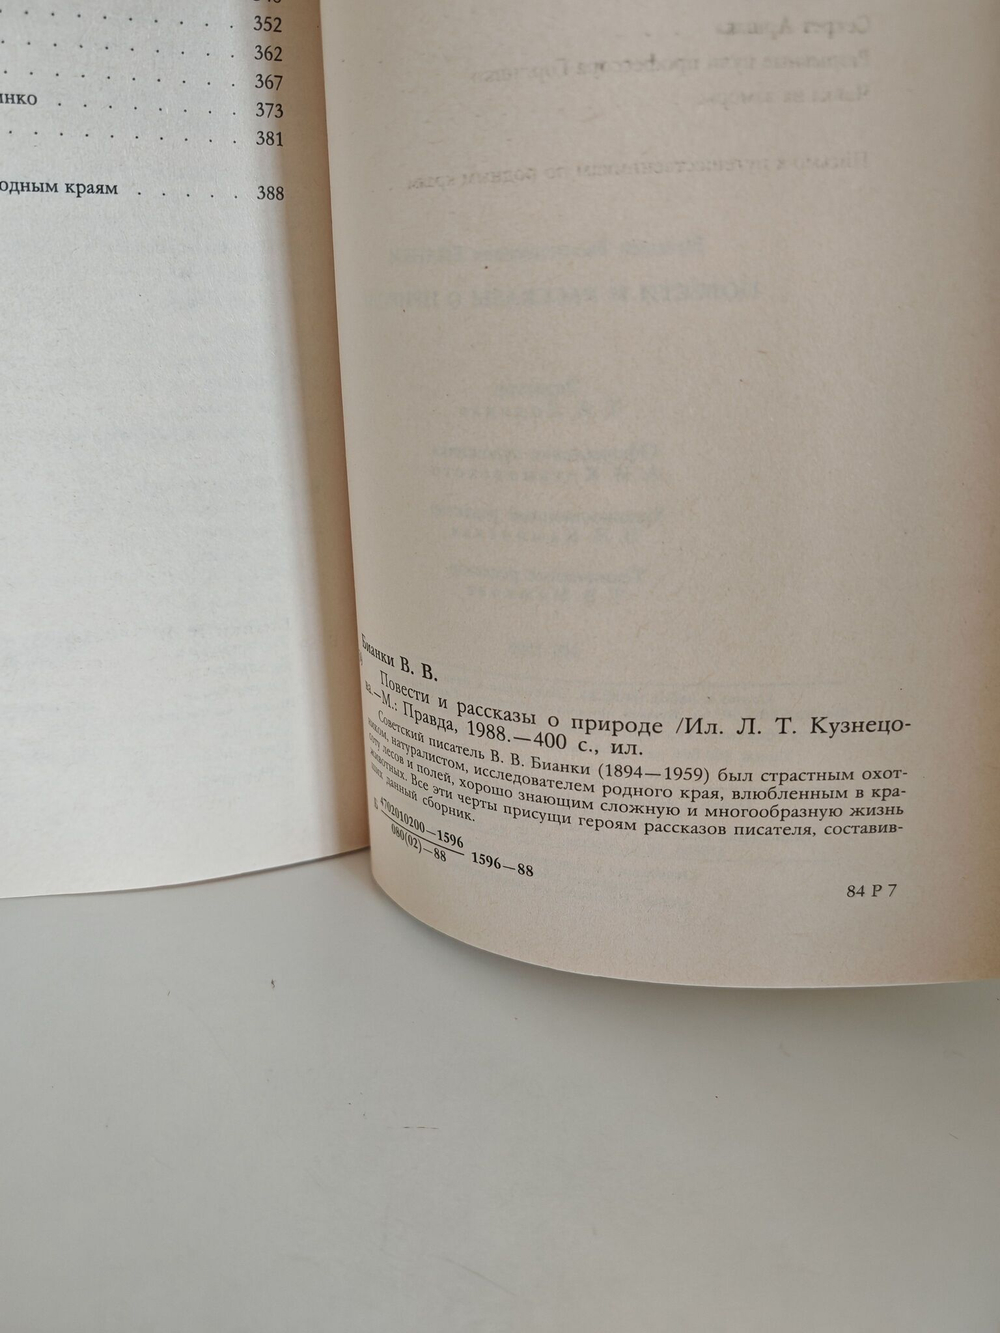 352
362
367
инко . . . . . . . 373
381
одным краям . . . . . 388
Бианки В. В.
Повести и рассказы о природе /Ил. Л. Т. Кузнецо-
ва.—М.: Правда, 1988.—400 с., ил.
Советский писатель В. В. Бианки (1894—1959) был страстным охот-
ником, натуралистом, исследователем родного края, влюбленным в кра-
соту лесов и полей, хорошо знающим сложную и многообразную жизнь
животных. Все эти черты присущи героям рассказов писателя, составив-
ших данный сборник.
4702010200—1596
080(02)—88
1596—88
84 Р 7